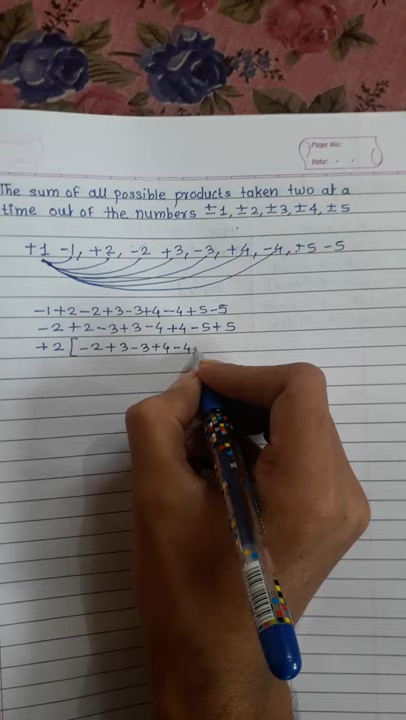 Page No:
Date: , ,
The sum of all possible products taken two at a
time out of the numbers ±1, ±2, ±3, ±4, ±5
+1 -1, +2, -2 +3, -3, +4, -4, +5 -5
-1+2-2+3-3+4-4+5-5
-2+2-3+3-4+4-5+5
+2[-2+3-3+4-4